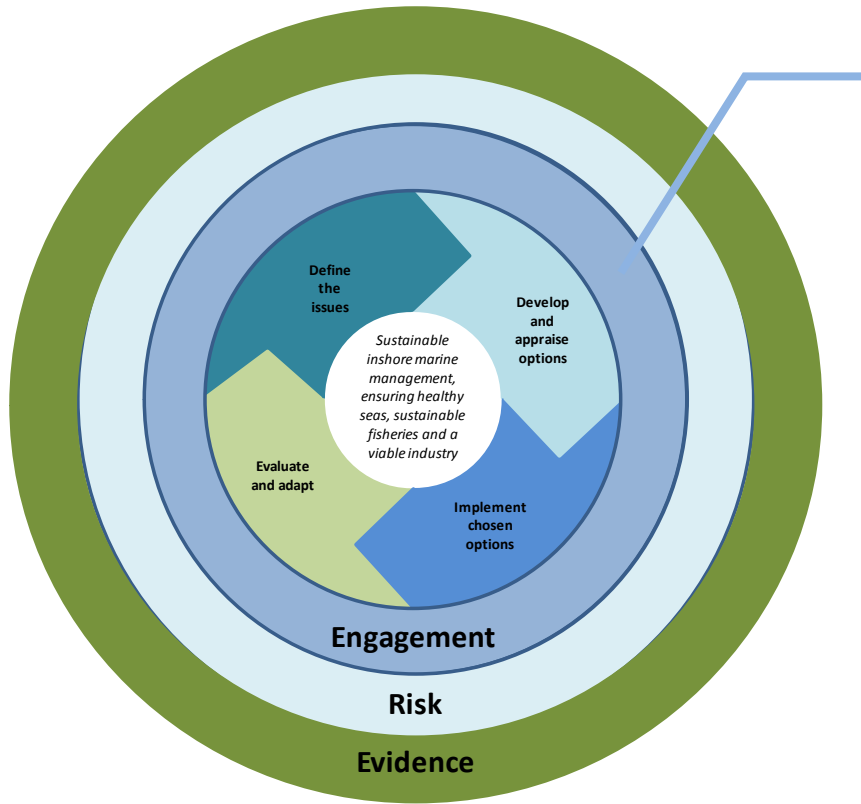 Define
the
issues
Develop
and
appraise
options
Sustainable
inshore marine
management,
ensuring healthy
seas, sustainable
fisheries and a
viable industry
Evaluate
and adapt
Implement
chosen
options
Engagement
Risk
Evidence